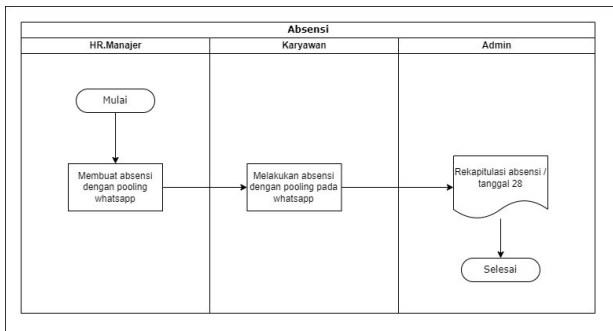 Absensi
HR.Manajer
Karyawan
Admin
Mulai
Membuat absensi
dengan pooling
whatsapp
Melakukan absensi
dengan pooling pada
whatsapp
Rekapitulasi absensi /
tanggal 28
Selesai